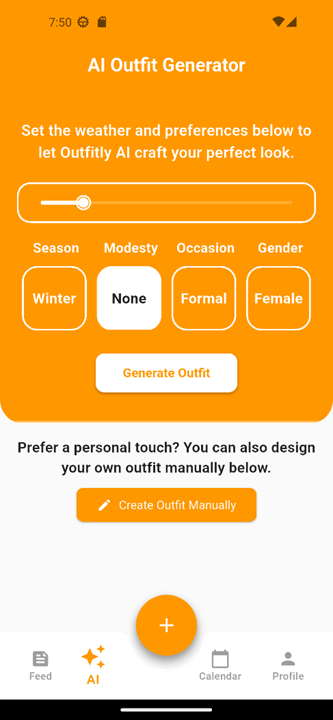 7:50
AI Outfit Generator
Set the weather and preferences below to
let Outfitly AI craft your perfect look.
Season Modesty Occasion Gender
Winter None Formal Female
Generate Outfit
Prefer a personal touch? You can also design
your own outfit manually below.
Create Outfit Manually
Feed AI Calendar Profile